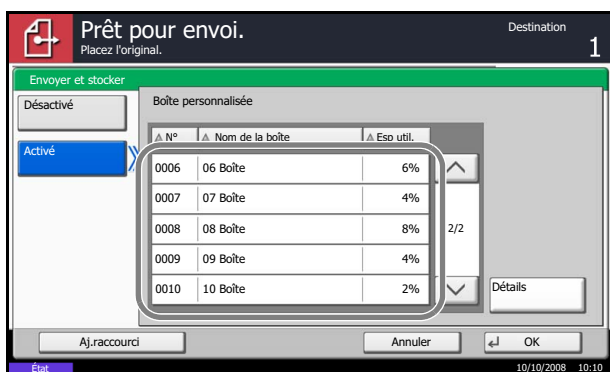 Prêt pour envoi.
Placez l'original.
Destination
1
Envoyer et stocker
Désactivé
Activé
Boîte personnalisée
N° Nom de la boîte Esp util.
0006 06 Boîte 6%
0007 07 Boîte 4%
0008 08 Boîte 8%
0009 09 Boîte 4%
0010 10 Boîte 2%
2/2
Détails
Aj.raccourci
Annuler
OK
État
10/10/2008 10:10